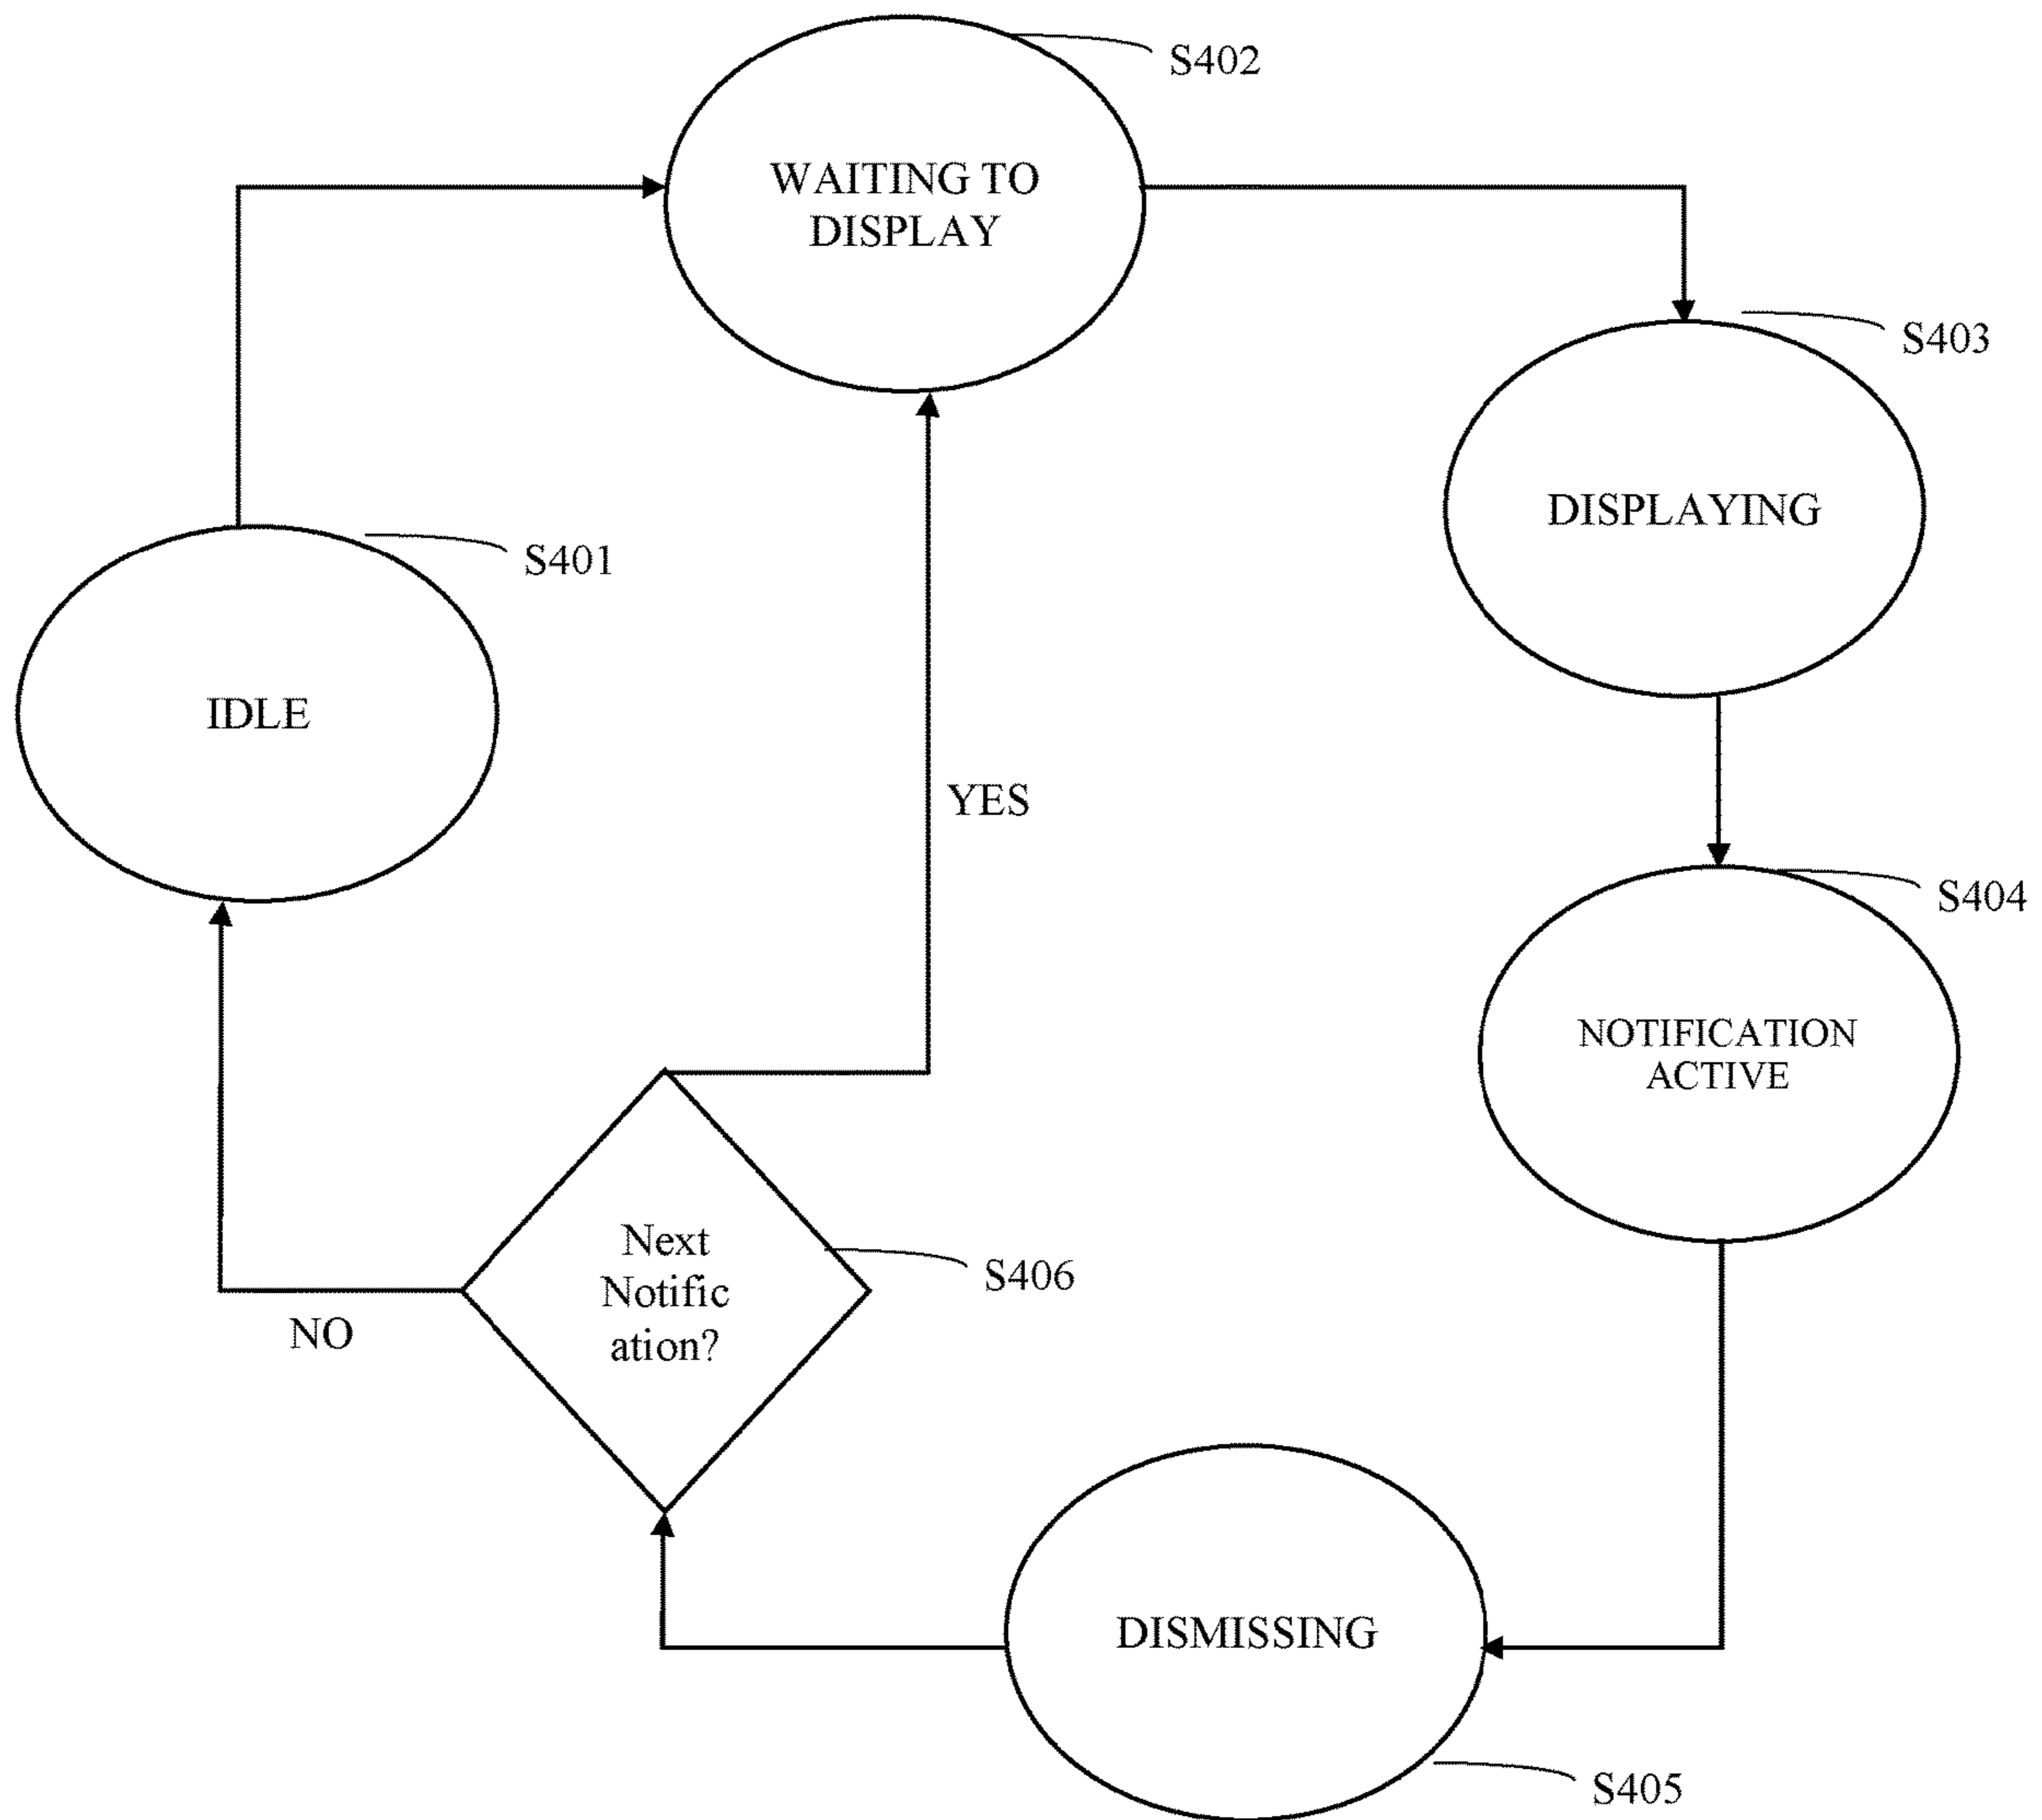 S402
WAITING TO
DISPLAY
S403
DISPLAYING
S401
IDLE
YES
S404
NOTIFICATION
ACTIVE
Next
Notific
ation?
S406
NO
DISMISSING
S405